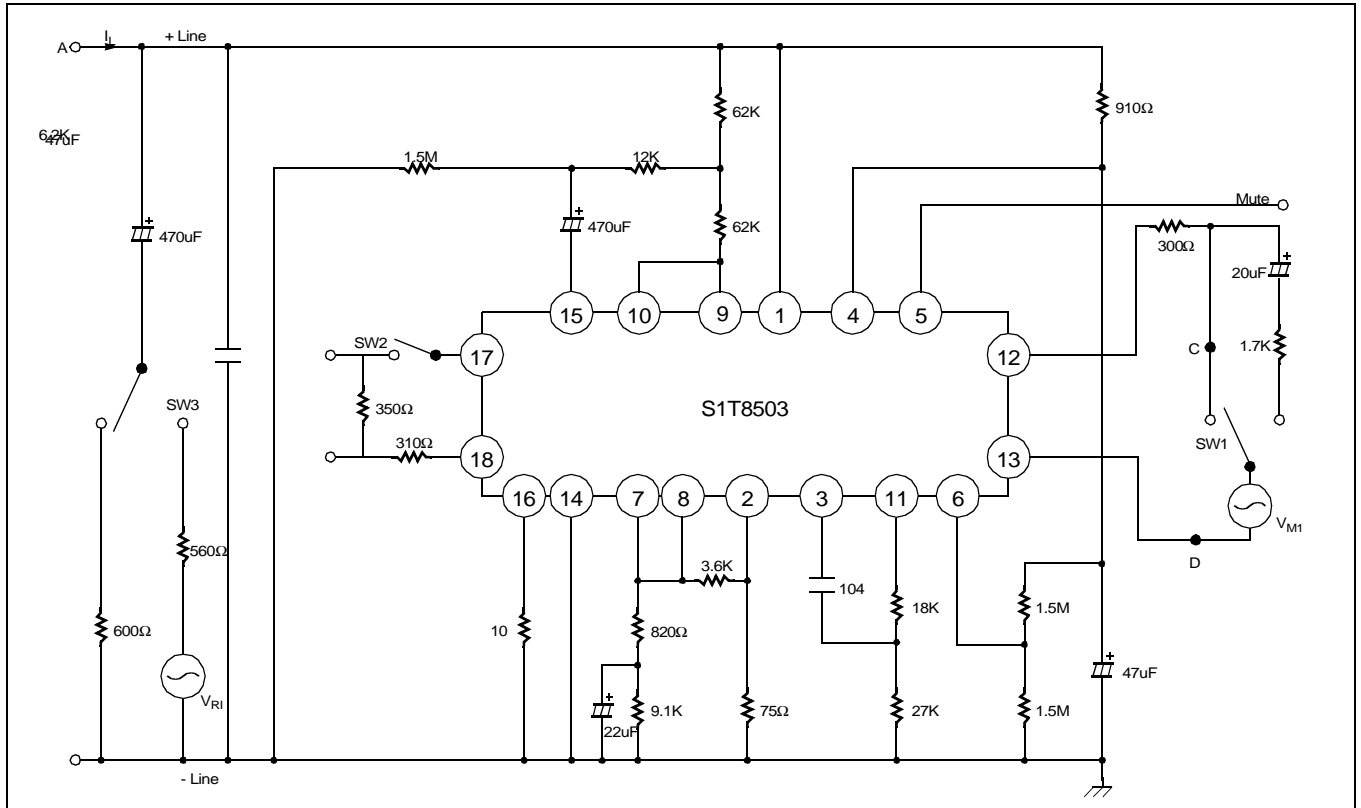 A
I_L
+ Line
62K
910Ω
6.2K
47uF
1.5M
12K
Mute
470uF
470uF
62K
300Ω
20uF
15
10
9
1
4
5
SW2
17
12
C
1.7K
350Ω
S1T8503
SW3
310Ω
18
13
SW1
16
14
7
8
2
3
11
6
V_M1
560Ω
3.6K
D
104
18K
1.5M
600Ω
10
820Ω
47uF
V_RI
9.1K
75Ω
27K
1.5M
22uF
- Line